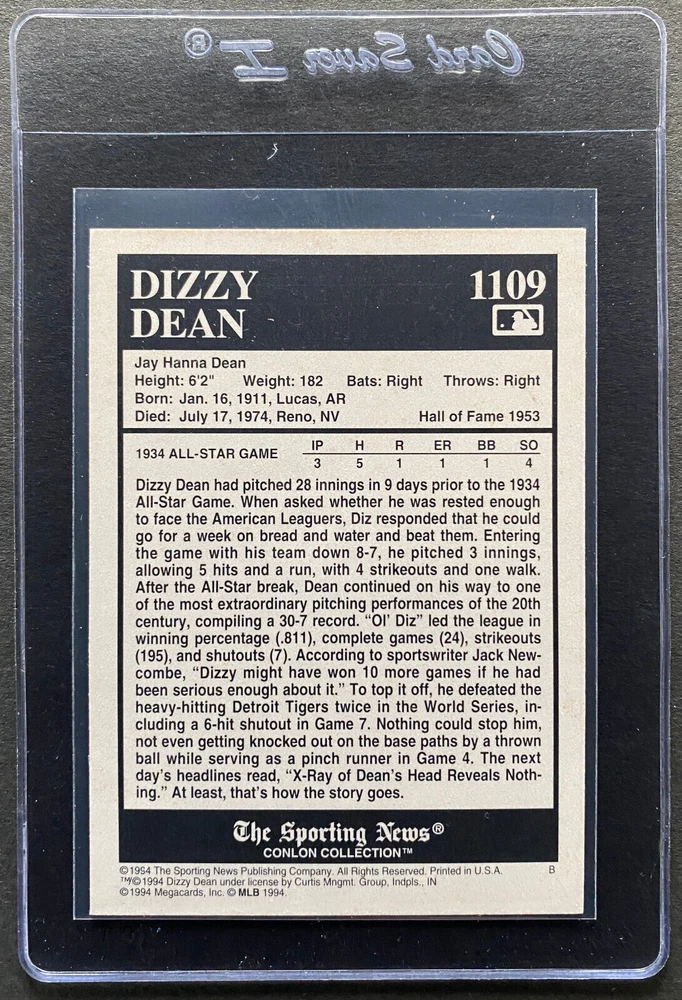 Card Saver I®
DIZZY 1109
DEAN
Jay Hanna Dean
Height: 6'2" Weight: 182 Bats: Right Throws: Right
Born: Jan. 16, 1911, Lucas, AR
Died: July 17, 1974, Reno, NV Hall of Fame 1953
IP H R ER BB SO
1934 ALL-STAR GAME 3 5 1 1 1 4
Dizzy Dean had pitched 28 innings in 9 days prior to the 1934
All-Star Game. When asked whether he was rested enough
to face the American Leaguers, Diz responded that he could
go for a week on bread and water and beat them. Entering
the game with his team down 8-7, he pitched 3 innings,
allowing 5 hits and a run, with 4 strikeouts and one walk.
After the All-Star break, Dean continued on his way to one
of the most extraordinary pitching performances of the 20th
century, compiling a 30-7 record. “Ol’ Diz” led the league in
winning percentage (.811), complete games (24), strikeouts
(195), and shutouts (7). According to sportswriter Jack New-
combe, “Dizzy might have won 10 more games if he had
been serious enough about it.” To top it off, he defeated the
heavy-hitting Detroit Tigers twice in the World Series, in-
cluding a 6-hit shutout in Game 7. Nothing could stop him,
not even getting knocked out on the base paths by a thrown
ball while serving as a pinch runner in Game 4. The next
day’s headlines read, “X-Ray of Dean’s Head Reveals Noth-
ing.” At least, that’s how the story goes.
The Sporting News®
CONLON COLLECTION™
©1994 The Sporting News Publishing Company. All Rights Reserved. Printed in U.S.A. B
™/©1994 Dizzy Dean under license by Curtis Mngmt. Group, Indpls., IN
©1994 Megacards, Inc. © MLB 1994.